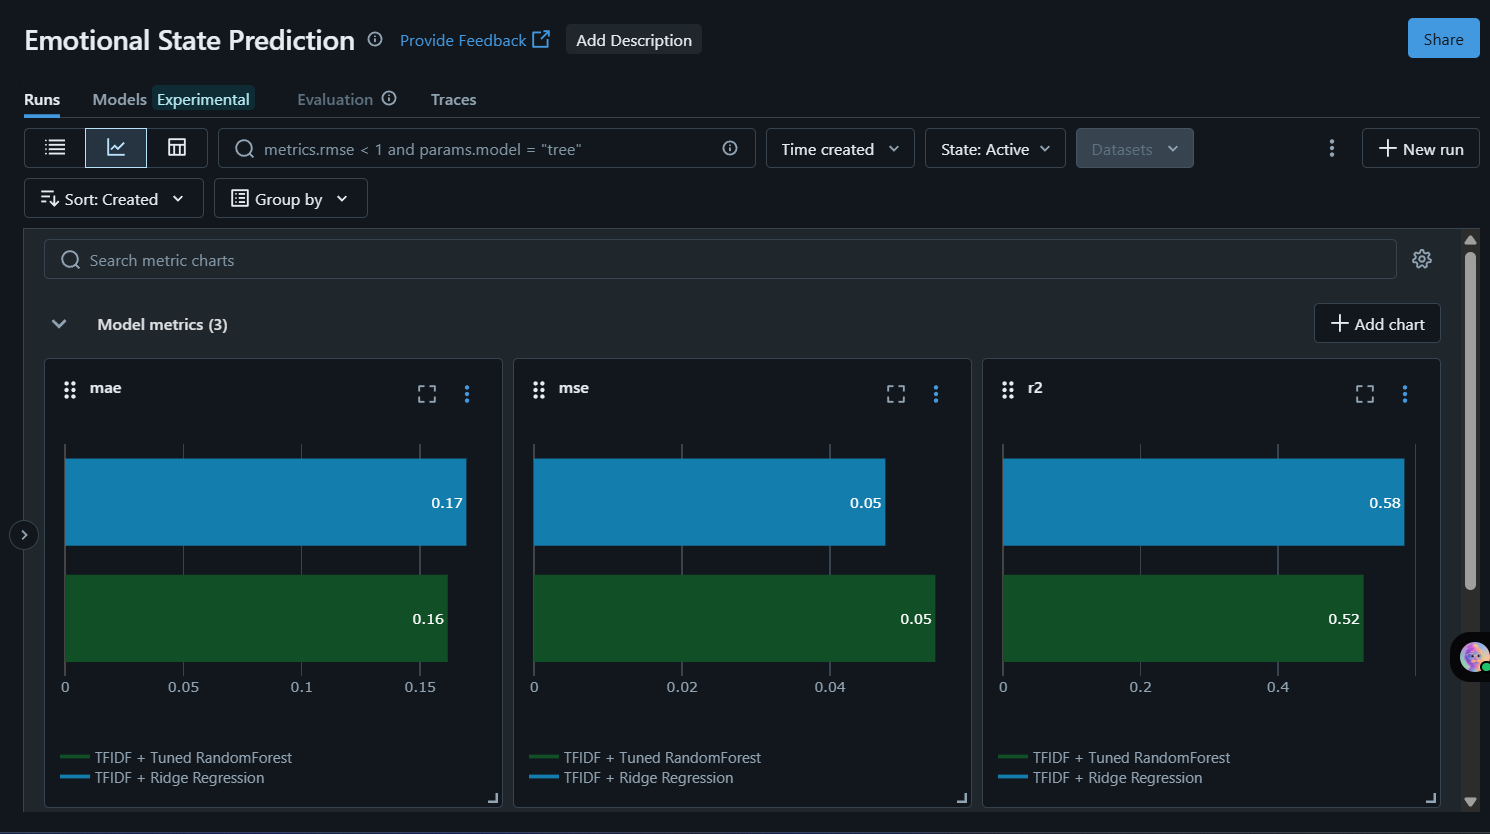 Emotional State Prediction Provide Feedback Add Description Share
Runs Models Experimental Evaluation Traces
metrics.rmse < 1 and params.model = "tree" Time created State: Active Datasets New run
Sort: Created Group by
Search metric charts
Model metrics (3) Add chart
mae
0.17
0.16
0 0.05 0.1 0.15
TFIDF + Tuned RandomForest
TFIDF + Ridge Regression
mse
0.05
0.05
0 0.02 0.04
TFIDF + Tuned RandomForest
TFIDF + Ridge Regression
r2
0.58
0.52
0 0.2 0.4
TFIDF + Tuned RandomForest
TFIDF + Ridge Regression